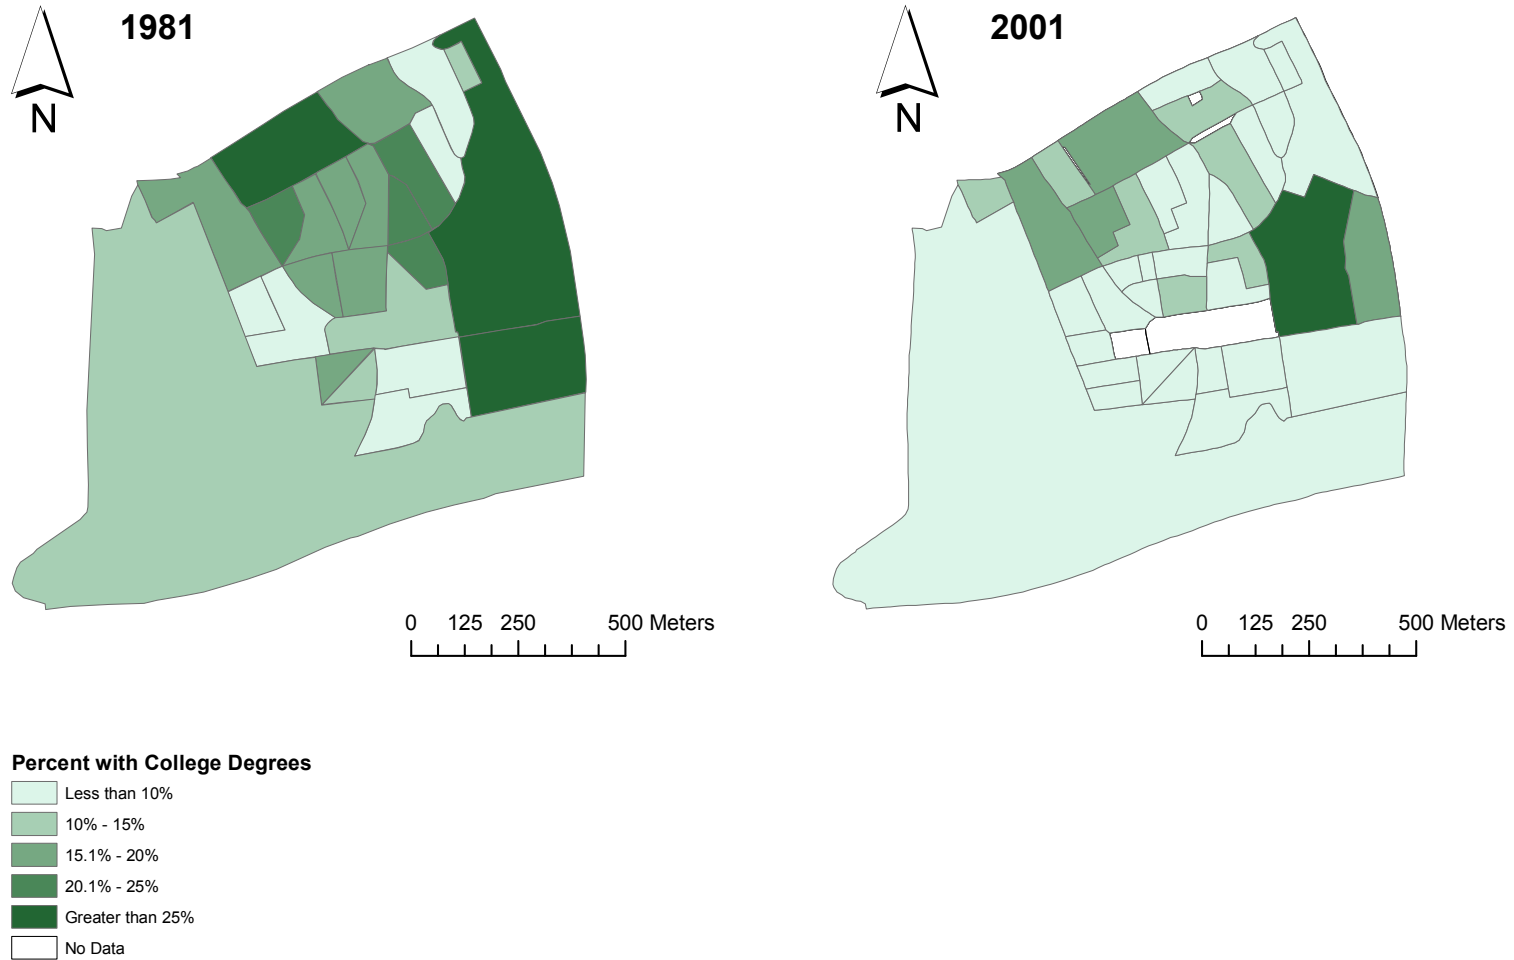 1981
2001
N
N
0 125 250 500 Meters
0 125 250 500 Meters
Percent with College Degrees
Less than 10%
10% - 15%
15.1% - 20%
20.1% - 25%
Greater than 25%
No Data